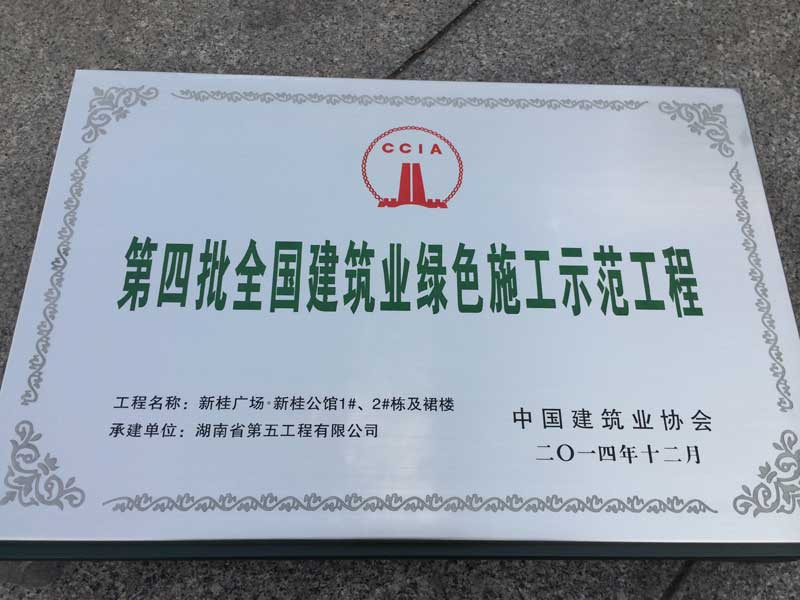 CCIA
第四批全国建筑业绿色施工示范工程
工程名称：新桂广场·新桂公馆1#、2#栋及裙楼
承建单位：湖南省第五工程有限公司
中国建筑业协会
二〇一四年十二月